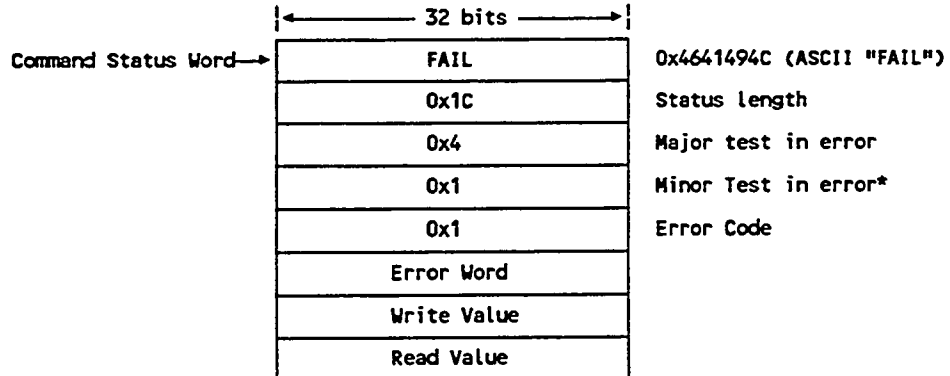 32 bits
Command Status Word FAIL 0x4641494C (ASCII "FAIL")
0x1C Status length
0x4 Major test in error
0x1 Minor Test in error*
0x1 Error Code
Error Word
Write Value
Read Value